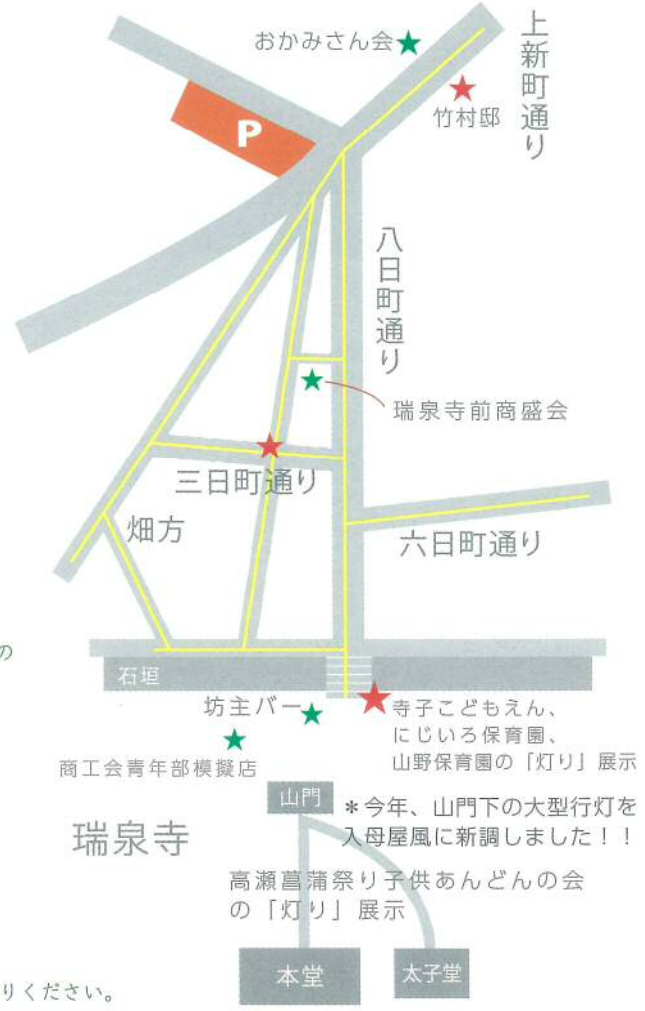 おかみさん会
上新町通り
竹村邸
P
八日町通り
瑞泉寺前商盛会
三日町通り
畑方
六日町通り
の
石垣
坊主バー
寺子こどもえん、
にじいろ保育園、
山野保育園の「灯り」展示
商工会青年部模擬店
山門
＊今年、山門下の大型行灯を
入母屋風に新調しました！！
瑞泉寺
高瀬菖蒲祭り子供あんどんの会
の「灯り」展示
本堂
太子堂
りください。